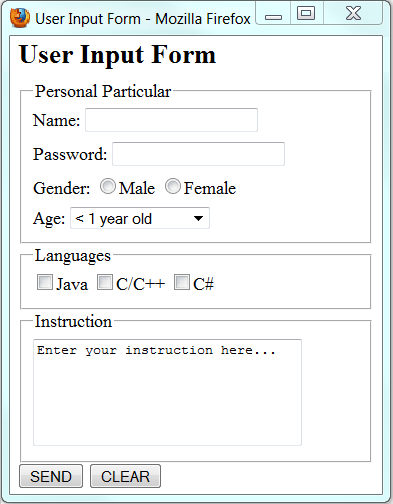 User Input Form - Mozilla Firefox
User Input Form
Personal Particular
Name:
Password:
Gender: Male Female
Age: < 1 year old
Languages
Java C/C++ C#
Instruction
Enter your instruction here...
SEND CLEAR